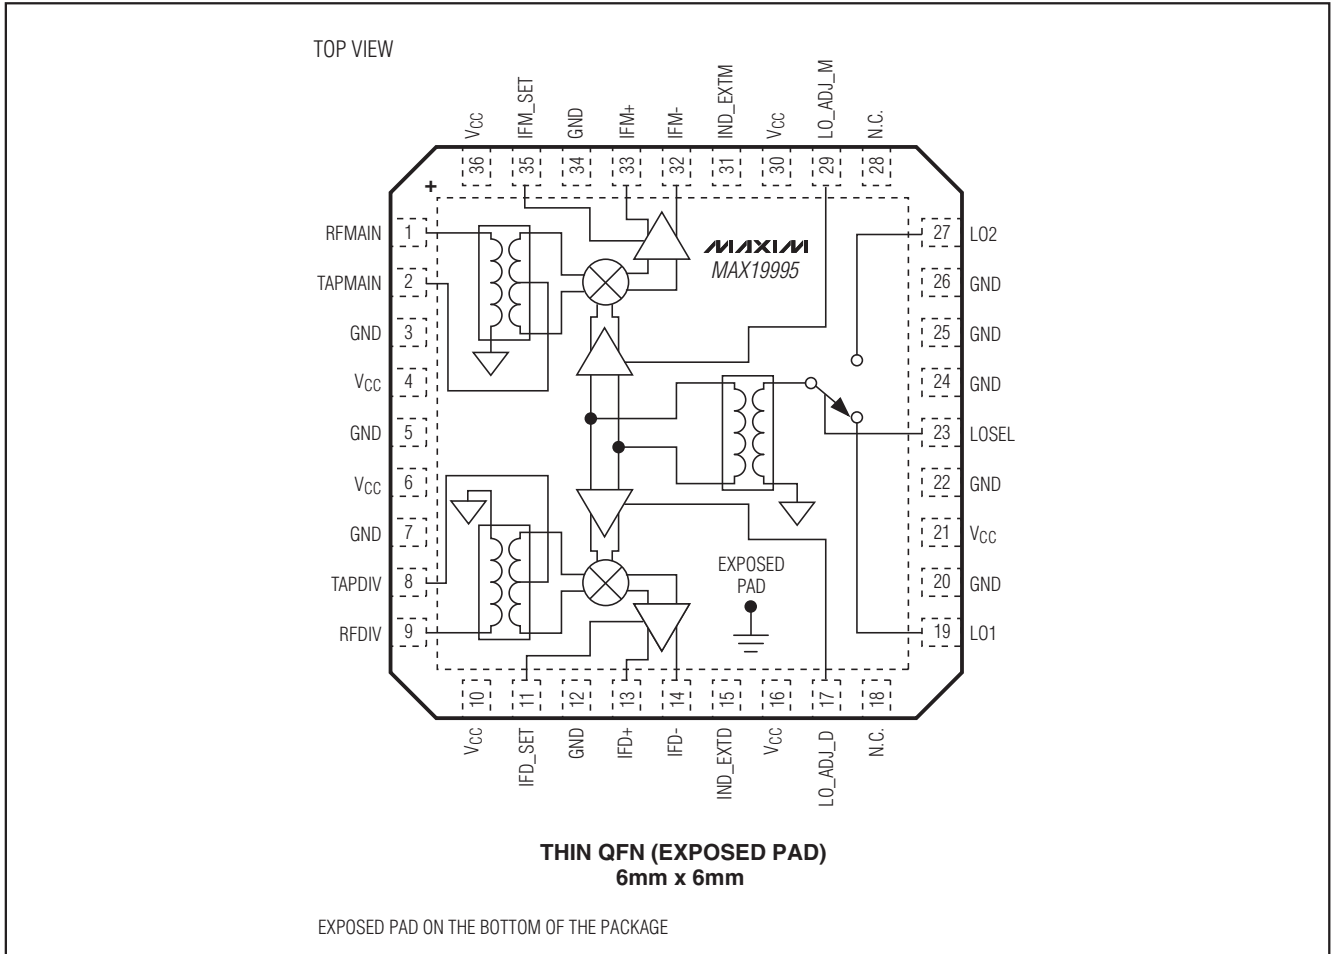 TOP VIEW
VCC
IFM_SET
GND
IFM+
IFM-
IND_EXTM
VCC
LO_ADJ_M
N.C.
36
35
34
33
32
31
30
29
28
+
RFMAIN 1
TAPMAIN 2
GND 3
VCC 4
GND 5
VCC 6
GND 7
TAPDIV 8
RFDIV 9
MAXIM
MAX19995
27 LO2
26 GND
25 GND
24 GND
23 LOSEL
22 GND
21 VCC
20 GND
19 LO1
EXPOSED
PAD
10
11
12
13
14
15
16
17
18
VCC
IFD_SET
GND
IFD+
IFD-
IND_EXTD
VCC
LO_ADJ_D
N.C.
THIN QFN (EXPOSED PAD)
6mm x 6mm
EXPOSED PAD ON THE BOTTOM OF THE PACKAGE